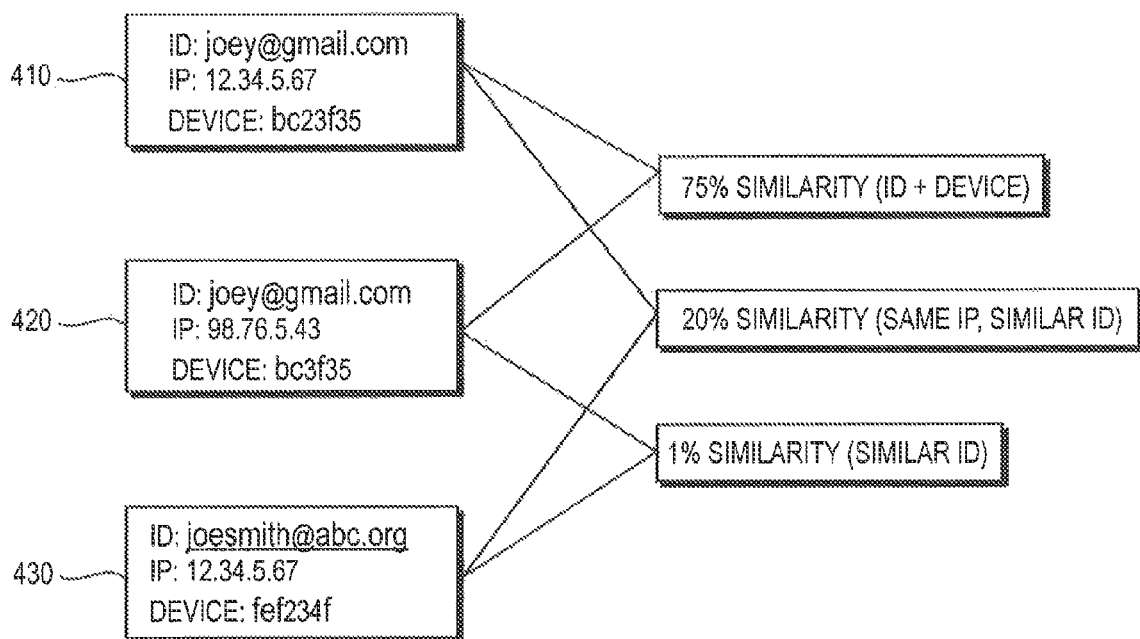 410
ID: joey@gmail.com
IP: 12.34.5.67
DEVICE: bc23f35
75% SIMILARITY (ID + DEVICE)
420
ID: joey@gmail.com
IP: 98.76.5.43
DEVICE: bc3f35
20% SIMILARITY (SAME IP, SIMILAR ID)
1% SIMILARITY (SIMILAR ID)
430
ID: joesmith@abc.org
IP: 12.34.5.67
DEVICE: fef234f